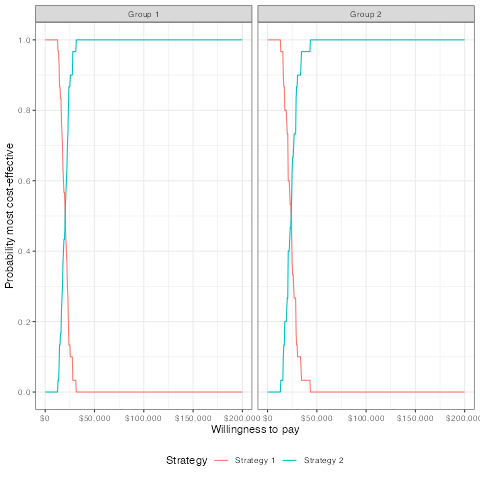 Group 1
Group 2
Probability most cost-effective
1.0
0.8
0.6
0.4
0.2
0.0
$0
$50,000
$100,000
$150,000
$200,000
$0
$50,000
$100,000
$150,000
$200,000
Willingness to pay
Strategy
Strategy 1
Strategy 2